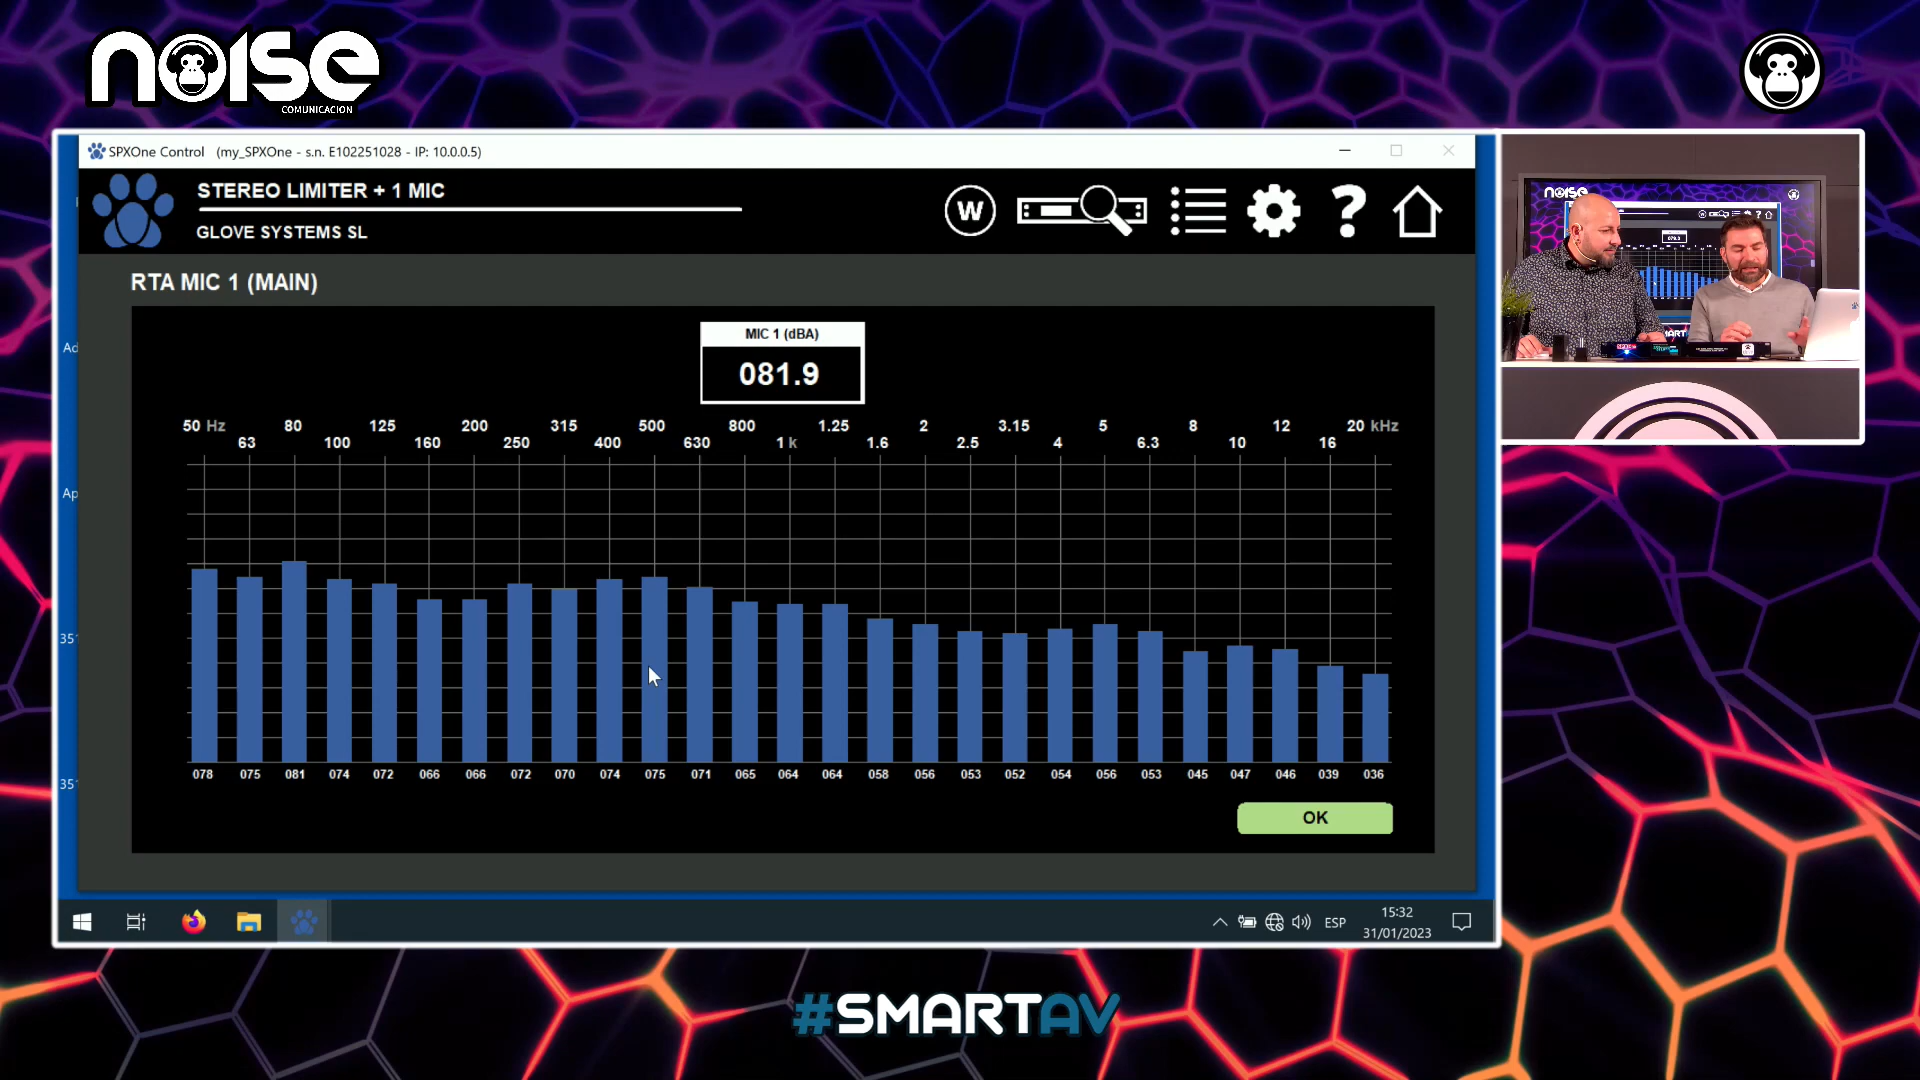 noise
COMUNICACION
SPXOne Control (my_SPXOne - s.n. E102251028 - IP: 10.0.0.5)
STEREO LIMITER + 1 MIC
GLOVE SYSTEMS SL
W
?
RTA MIC 1 (MAIN)
MIC 1 (dBA)
081.9
50 Hz 80 125 200 315 500 800 1.25 2 3.15 5 8 12 20 kHz
63 100 160 250 400 630 1 k 1.6 2.5 4 6.3 10 16
078 075 081 074 072 066 066 072 070 074 075 071 065 064 064 058 056 053 052 054 056 053 045 047 046 039 036
OK
Ad
Ap
35
35
ESP
15:32
31/01/2023
noise
#SMARTAV